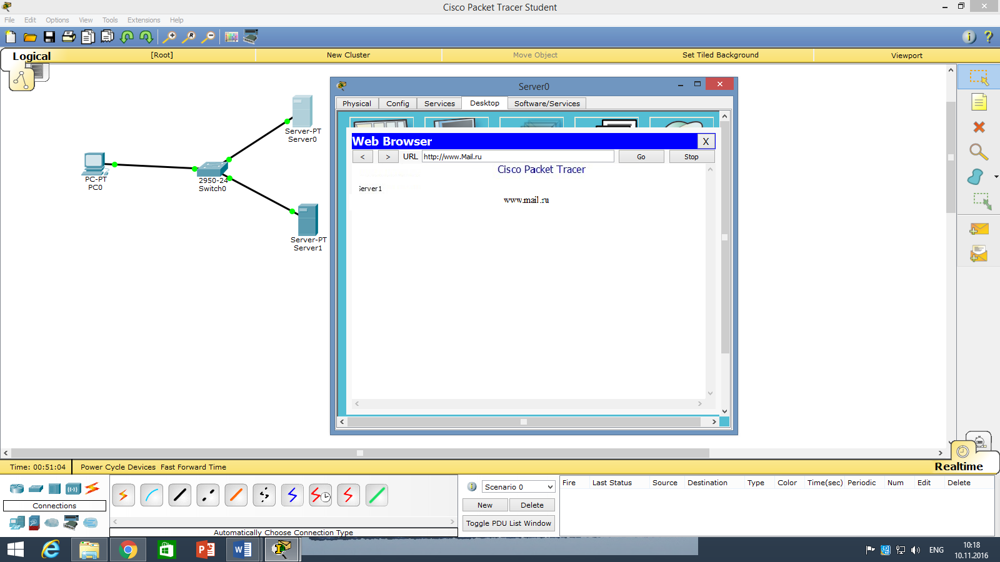 Cisco Packet Tracer Student
File Edit Options View Tools Extensions Help
Logical [Root] New Cluster Move Object Set Tiled Background Viewport
Server0
Physical Config Services Desktop Software/Services
Web Browser X
< > URL http://www.Mail.ru Go Stop
Cisco Packet Tracer
Server1
www.mail.ru
Server-PT
Server0
PC-PT
PC0
2950-24
Switch0
Server-PT
Server1
Realtime
Time: 00:51:04 Power Cycle Devices Fast Forward Time
Connections
Automatically Choose Connection Type
Scenario 0
New Delete
Toggle PDU List Window
Fire Last Status Source Destination Type Color Time(sec) Periodic Num Edit Delete
ENG
10:18
10.11.2016